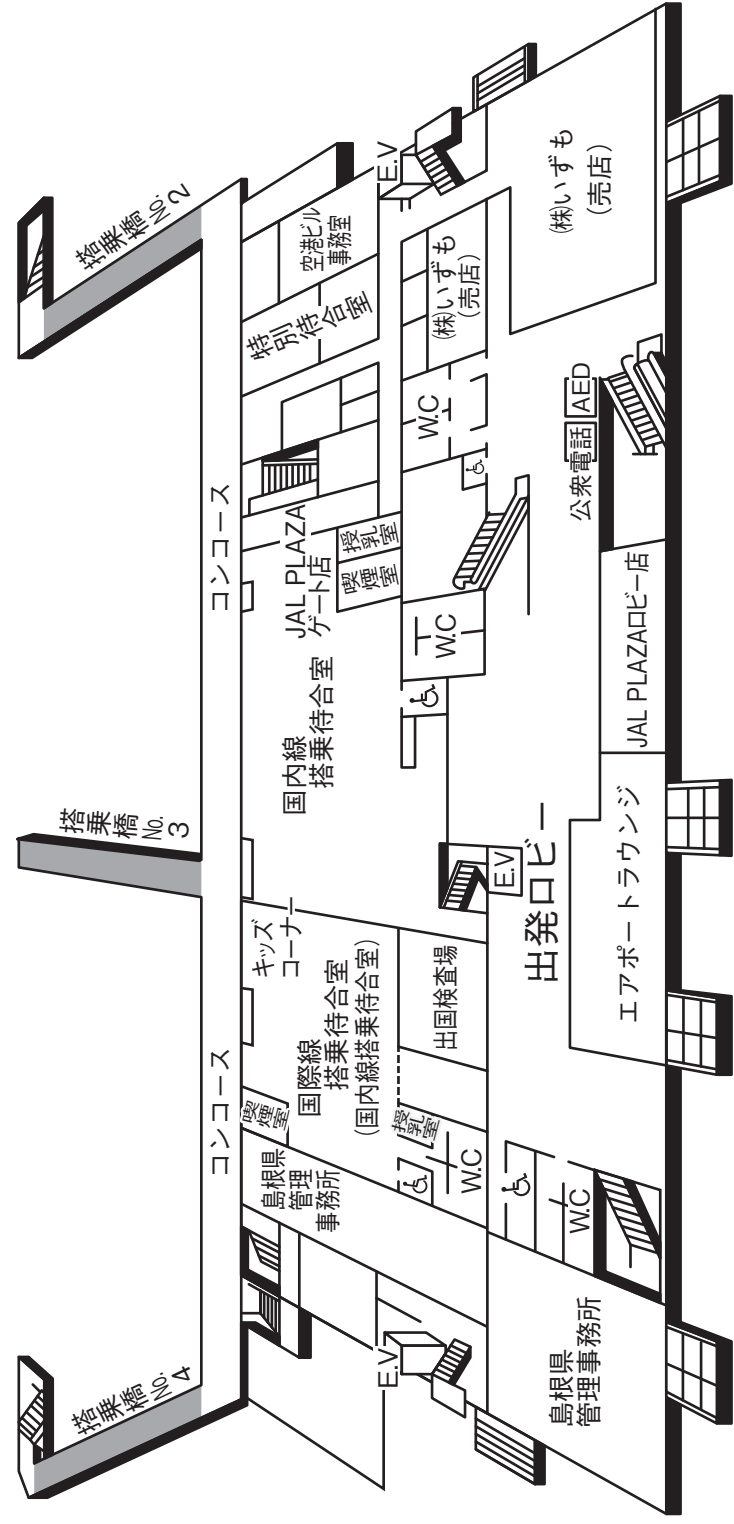 搭乗橋
No.
4
搭乗橋
No.
3
搭乗橋
No.
2
コンコース
コンコース
島根県
管理
事務所
喫煙室
キッズ
コーナー
国際線
搭乗待合室
(国内線搭乗待合室)
授乳室
W.C
出国検査場
国内線
搭乗待合室
JAL PLAZA
ゲート店
喫煙室
授乳室
W.C
W.C
特別待合室
空港ビル
事務室
E.V
㈱いずも
(売店)
E.V
E.V
出発ロビー
島根県
管理事務所
W.C
エアポートラウンジ
JAL PLAZAロビー店
公衆電話
AED
㈱いずも
(売店)